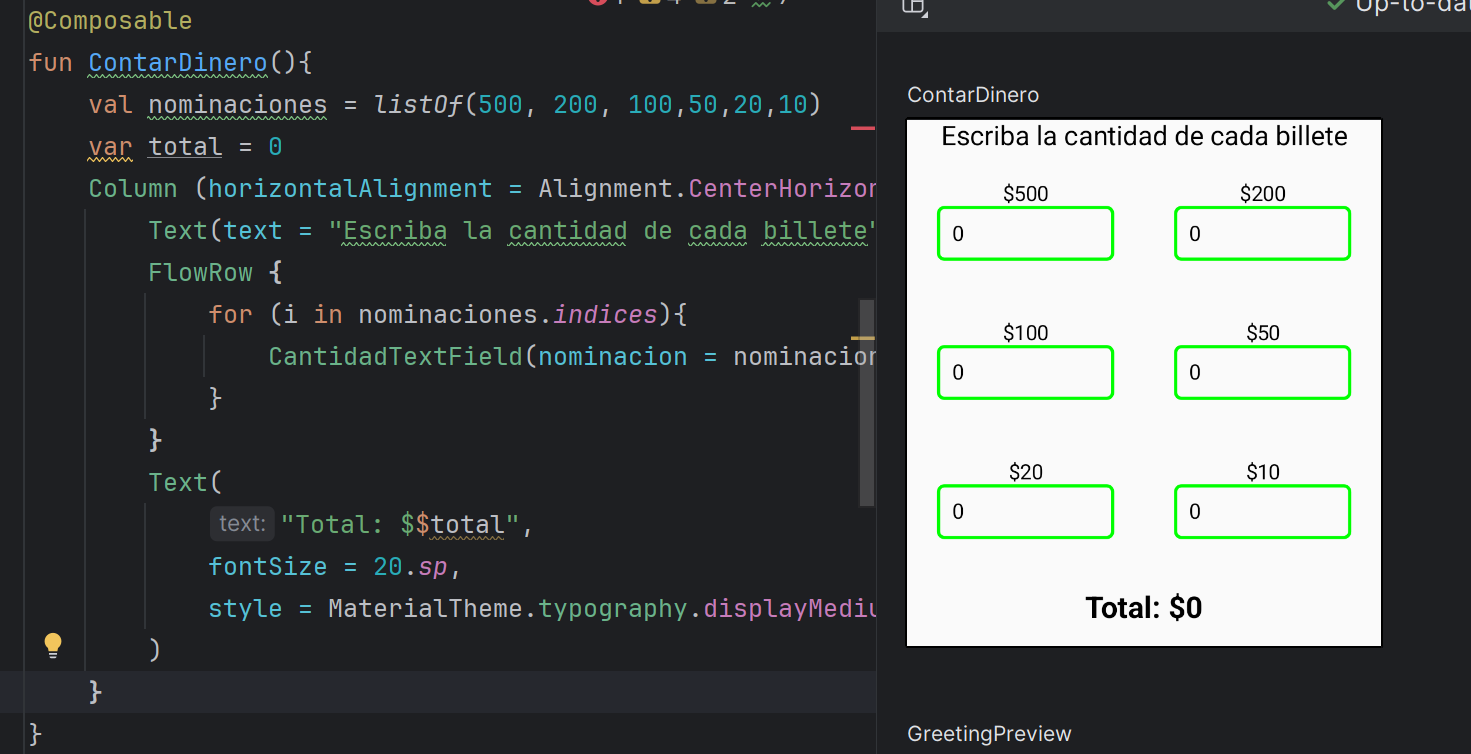 @Composable
fun ContarDinero(){
val nominaciones = listOf(500, 200, 100,50,20,10)
var total = 0
Column (horizontalAlignment = Alignment.CenterHorizon
Text(text = "Escriba la cantidad de cada billete"
FlowRow {
for (i in nominaciones.indices){
CantidadTextField(nominacion = nominacion
}
}
Text(
text: "Total: $$total",
fontSize = 20.sp,
style = MaterialTheme.typography.displayMediu
)
}
}
Up-to-da
ContarDinero
Escriba la cantidad de cada billete
$500 $200
0 0
$100 $50
0 0
$20 $10
0 0
Total: $0
GreetingPreview